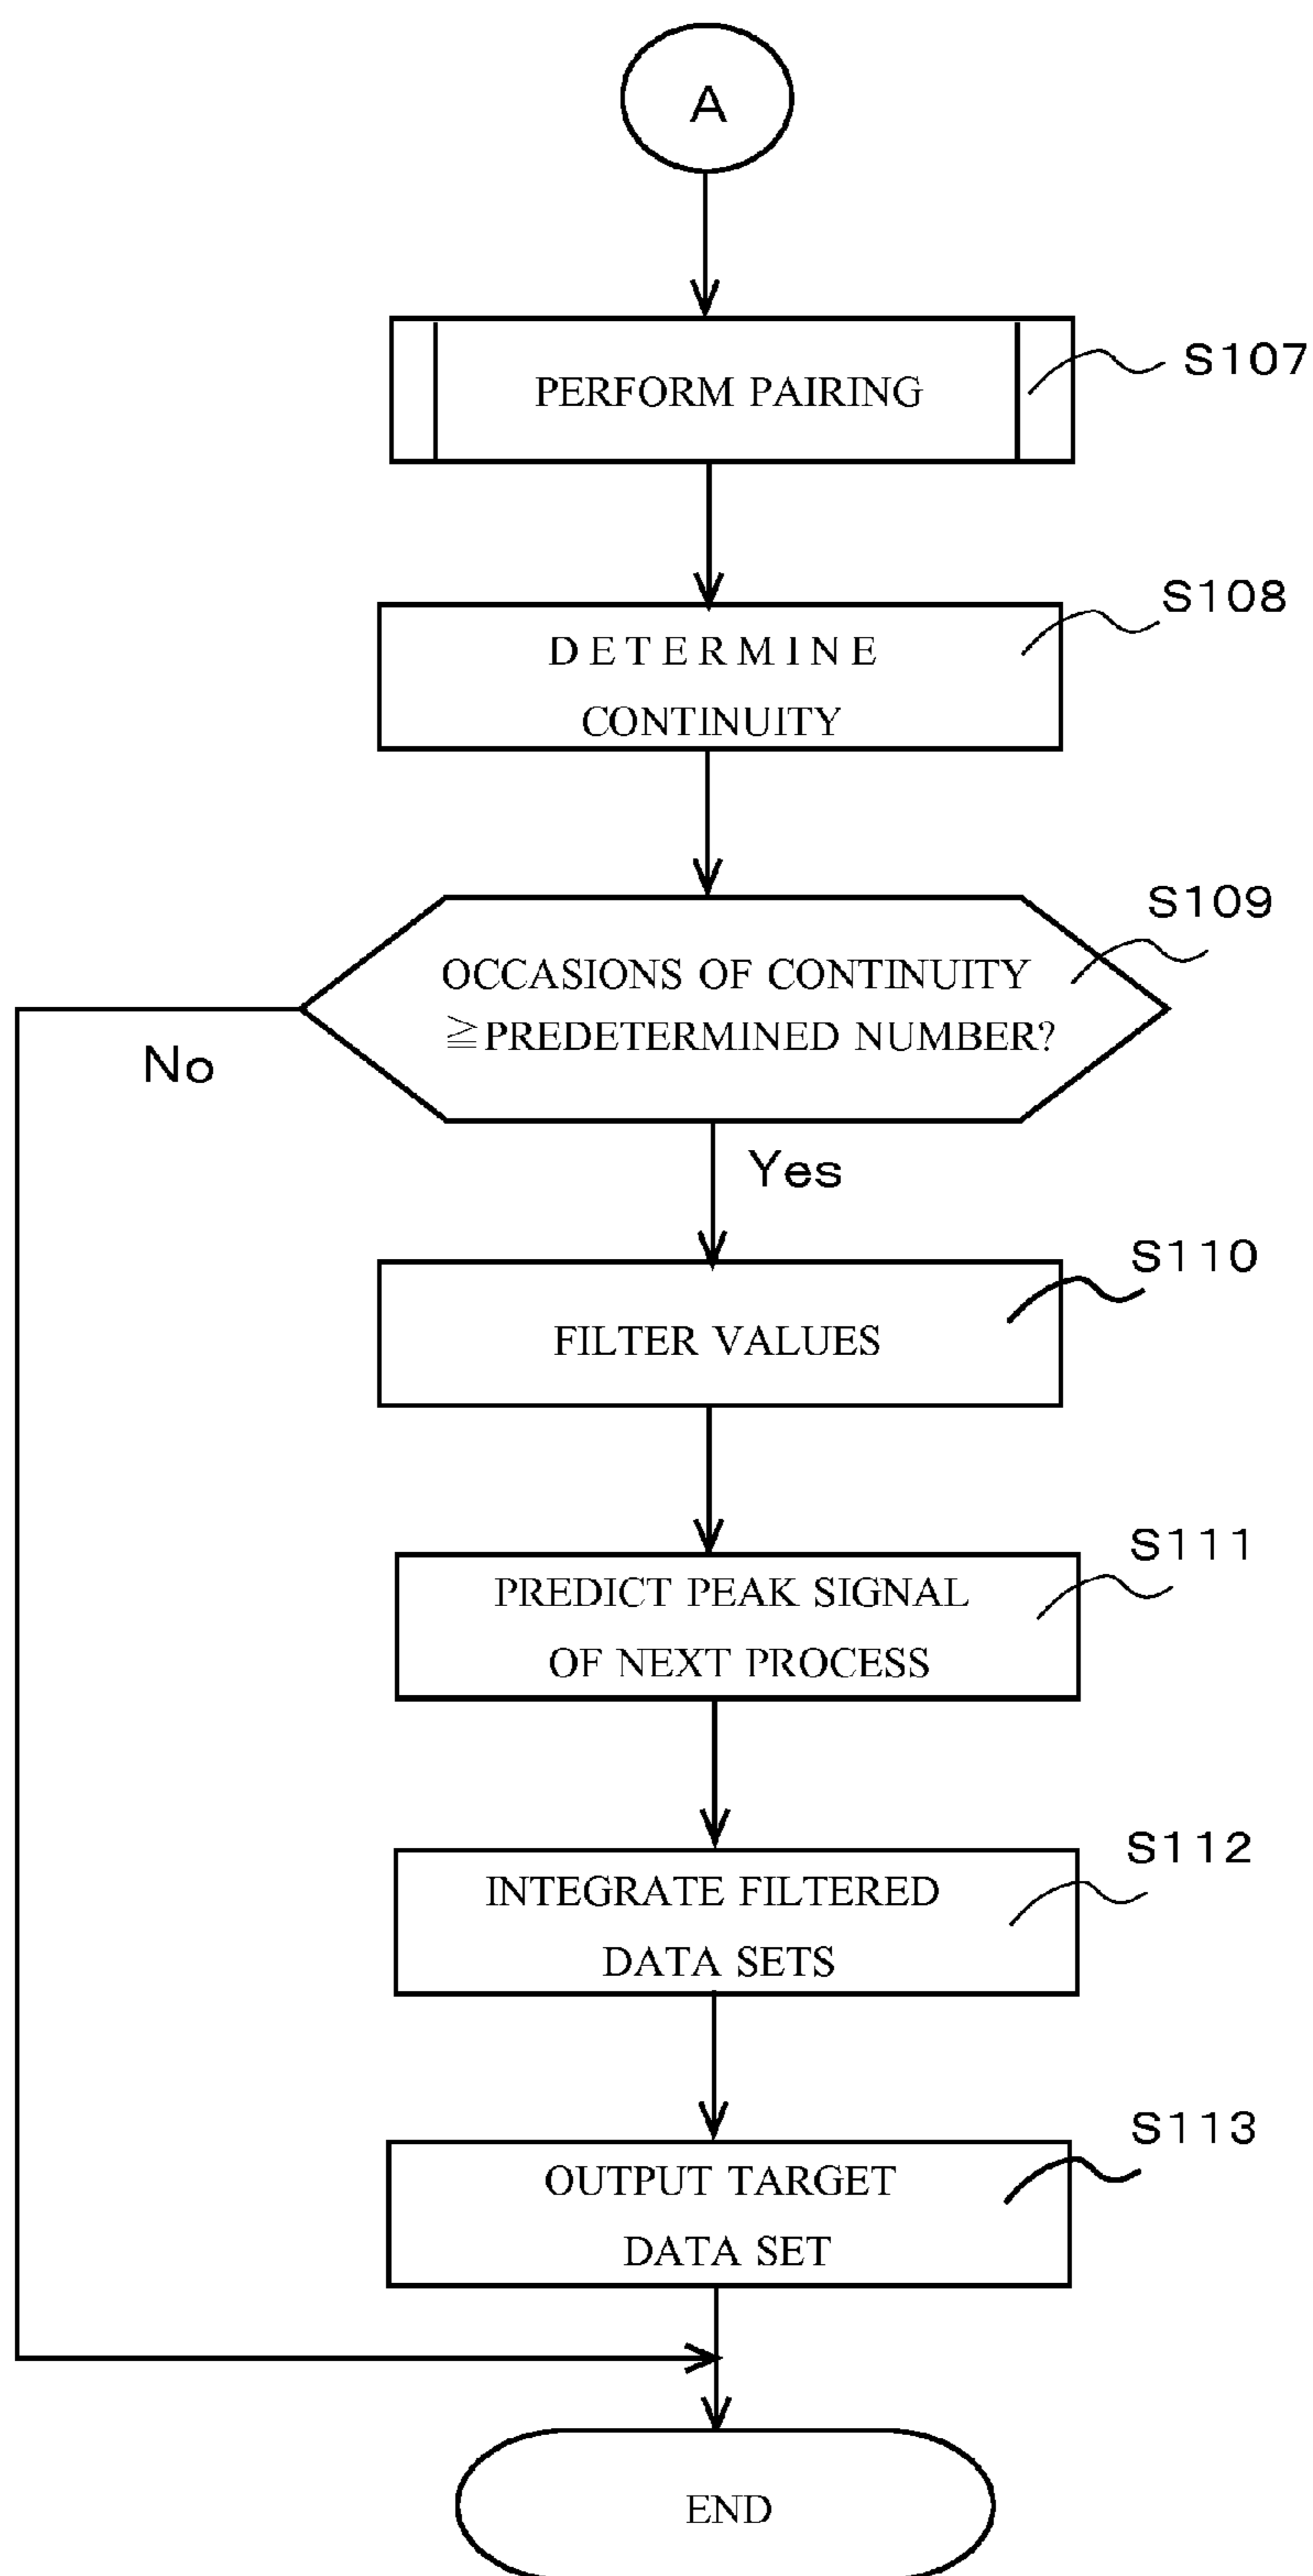 A
PERFORM PAIRING
S107
S108
DETERMINE
CONTINUITY
S109
OCCASIONS OF CONTINUITY
≧PREDETERMINED NUMBER?
No
Yes
S110
FILTER VALUES
S111
PREDICT PEAK SIGNAL
OF NEXT PROCESS
S112
INTEGRATE FILTERED
DATA SETS
S113
OUTPUT TARGET
DATA SET
END